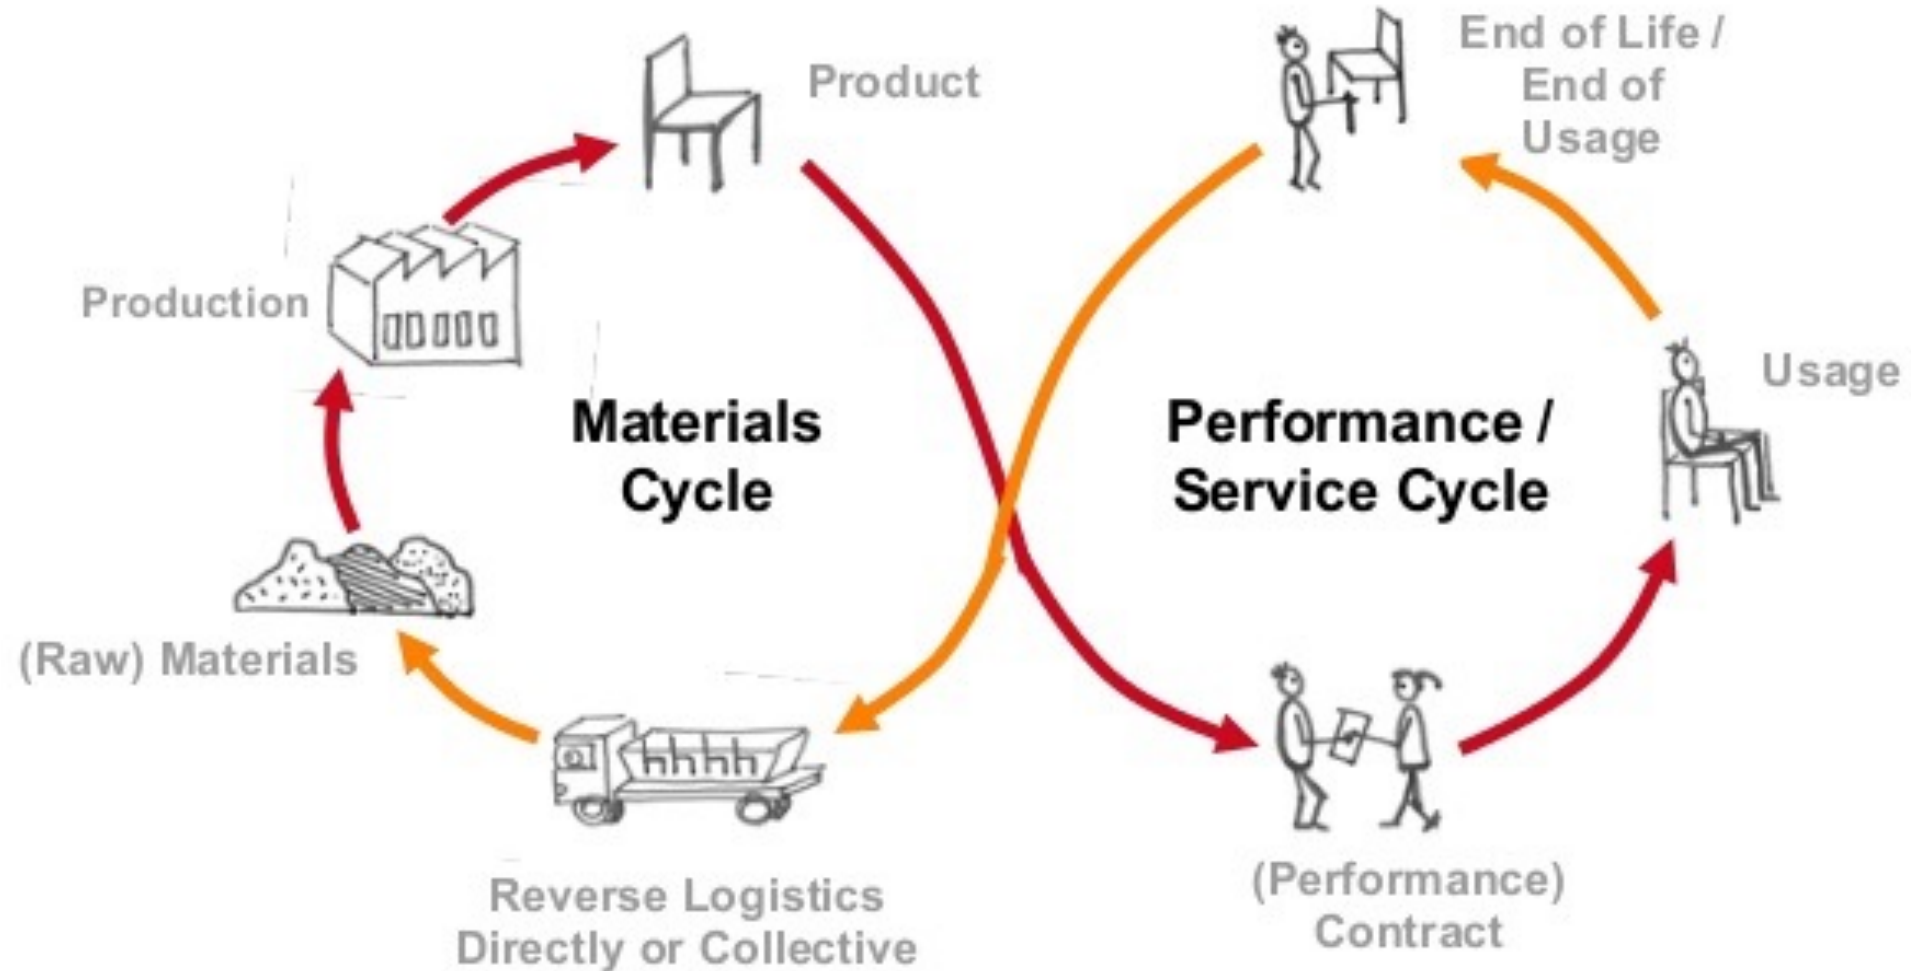 Product
End of Life /
End of
Usage
Production
Usage
Materials
Cycle
Performance /
Service Cycle
(Raw) Materials
Reverse Logistics
Directly or Collective
(Performance)
Contract